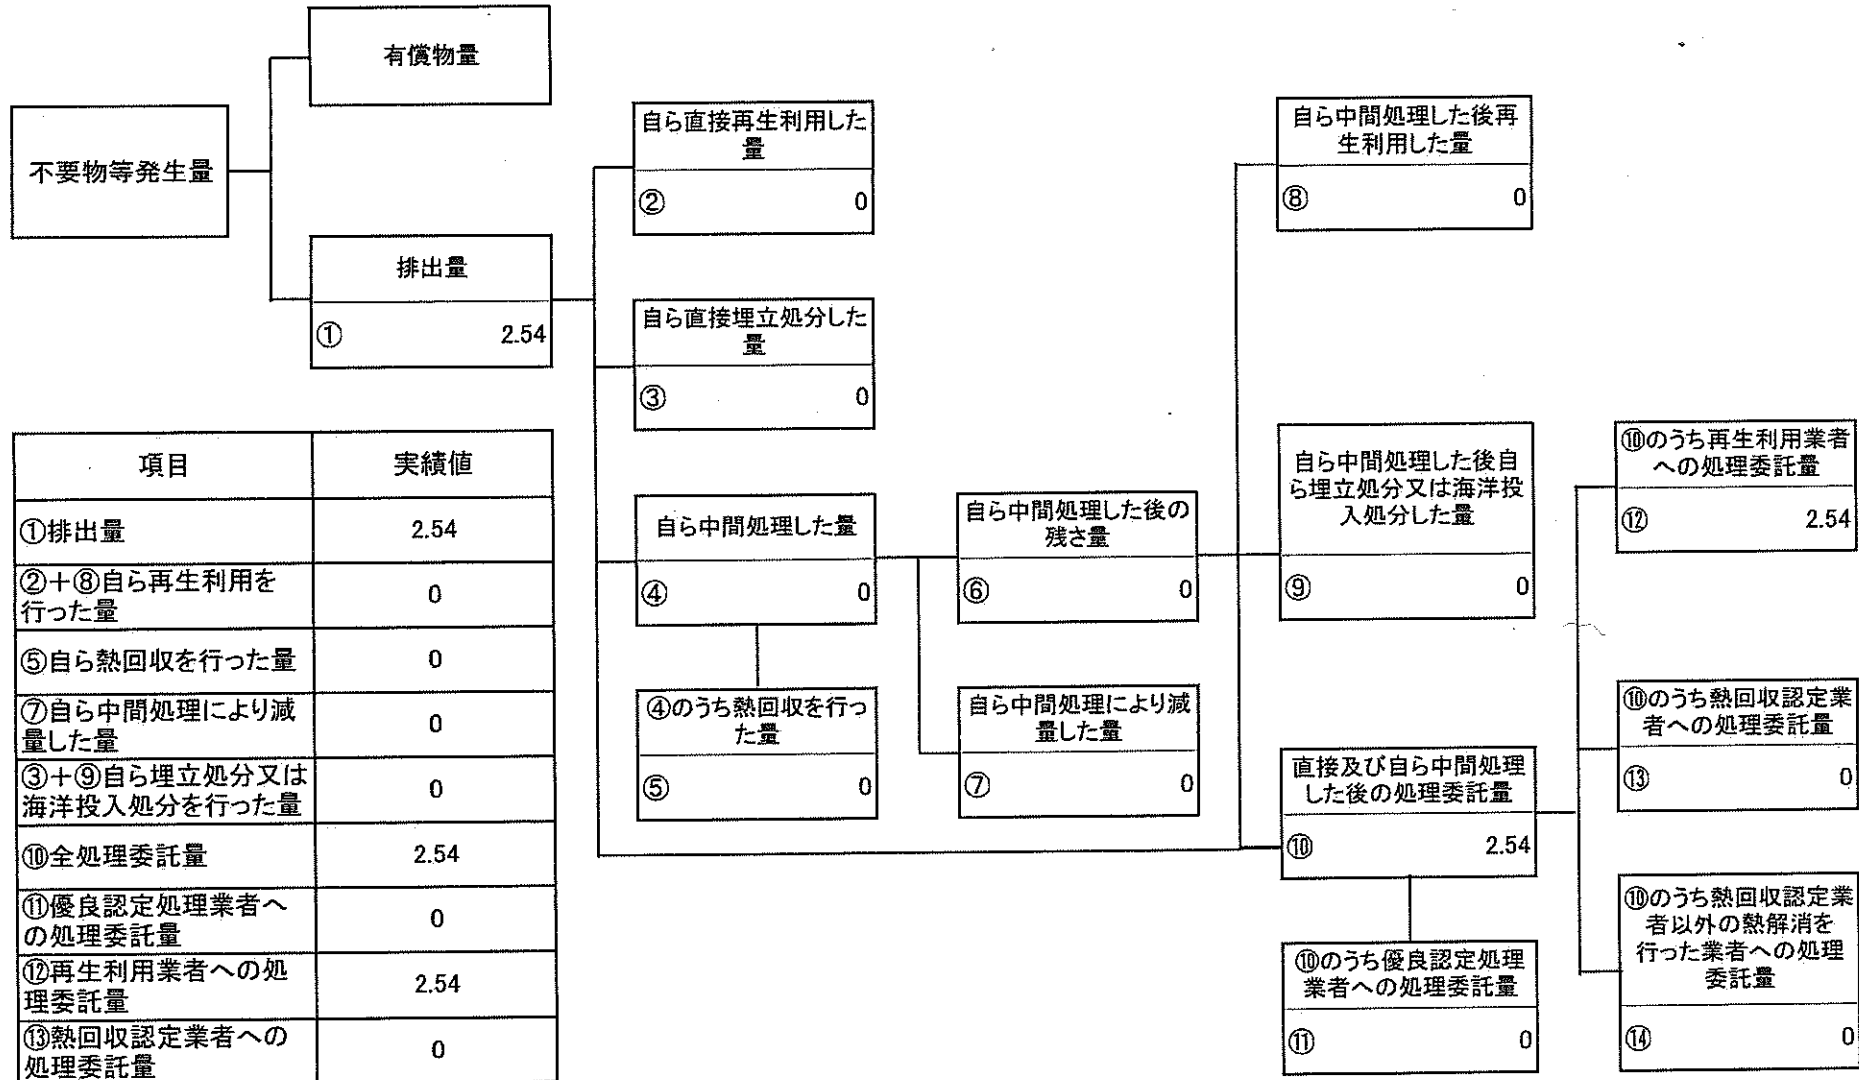 有償物量
不要物等発生量
排出量
① 2.54
自ら直接再生利用した
量
② 0
自ら直接埋立処分した
量
③ 0
自ら中間処理した量
④ 0
④のうち熱回収を行っ
た量
⑤ 0
自ら中間処理した後の
残さ量
⑥ 0
自ら中間処理により減
量した量
⑦ 0
自ら中間処理した後再
生利用した量
⑧ 0
自ら中間処理した後自
ら埋立処分又は海洋投
入処分した量
⑨ 0
直接及び自ら中間処理
した後の処理委託量
⑩ 2.54
⑩のうち優良認定処理
業者への処理委託量
⑪ 0
⑩のうち再生利用業者
への処理委託量
⑫ 2.54
⑩のうち熱回収認定業
者への処理委託量
⑬ 0
⑩のうち熱回収認定業
者以外の熱解消を
行った業者への処理
委託量
⑭ 0
項目 実績値
①排出量 2.54
②+⑧自ら再生利用を
行った量 0
⑤自ら熱回収を行った量 0
⑦自ら中間処理により減
量した量 0
③+⑨自ら埋立処分又は
海洋投入処分を行った量 0
⑩全処理委託量 2.54
⑪優良認定処理業者へ
の処理委託量 0
⑫再生利用業者への処
理委託量 2.54
⑬熱回収認定業者への
処理委託量 0